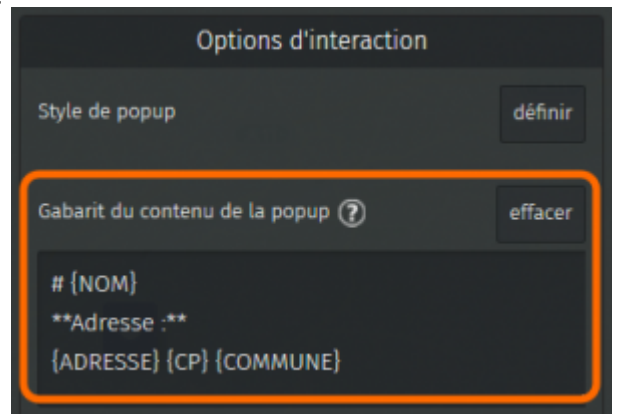 Options d'interaction
Style de popup définir
Gabarit du contenu de la popup ? effacer
# {NOM}
**Adresse :**
{ADRESSE} {CP} {COMMUNE}